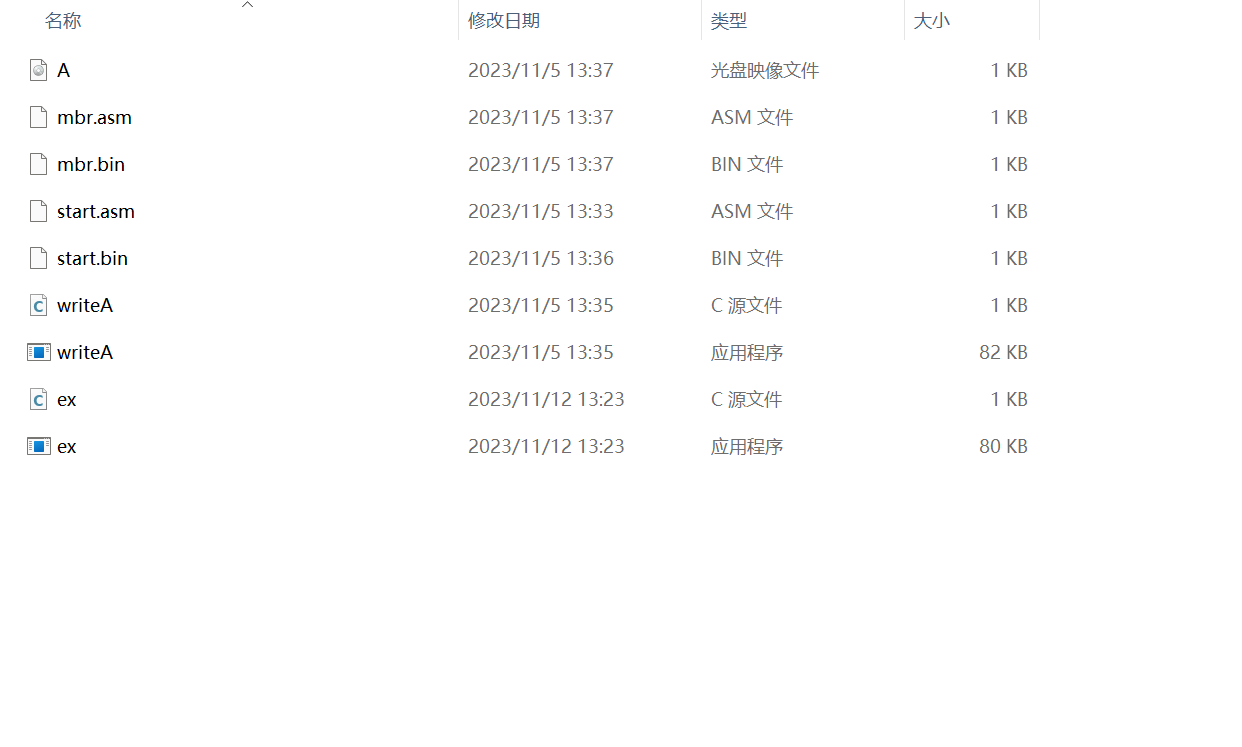 名称 修改日期 类型 大小
A 2023/11/5 13:37 光盘映像文件 1 KB
mbr.asm 2023/11/5 13:37 ASM 文件 1 KB
mbr.bin 2023/11/5 13:37 BIN 文件 1 KB
start.asm 2023/11/5 13:33 ASM 文件 1 KB
start.bin 2023/11/5 13:36 BIN 文件 1 KB
writeA 2023/11/5 13:35 C 源文件 1 KB
writeA 2023/11/5 13:35 应用程序 82 KB
ex 2023/11/12 13:23 C 源文件 1 KB
ex 2023/11/12 13:23 应用程序 80 KB